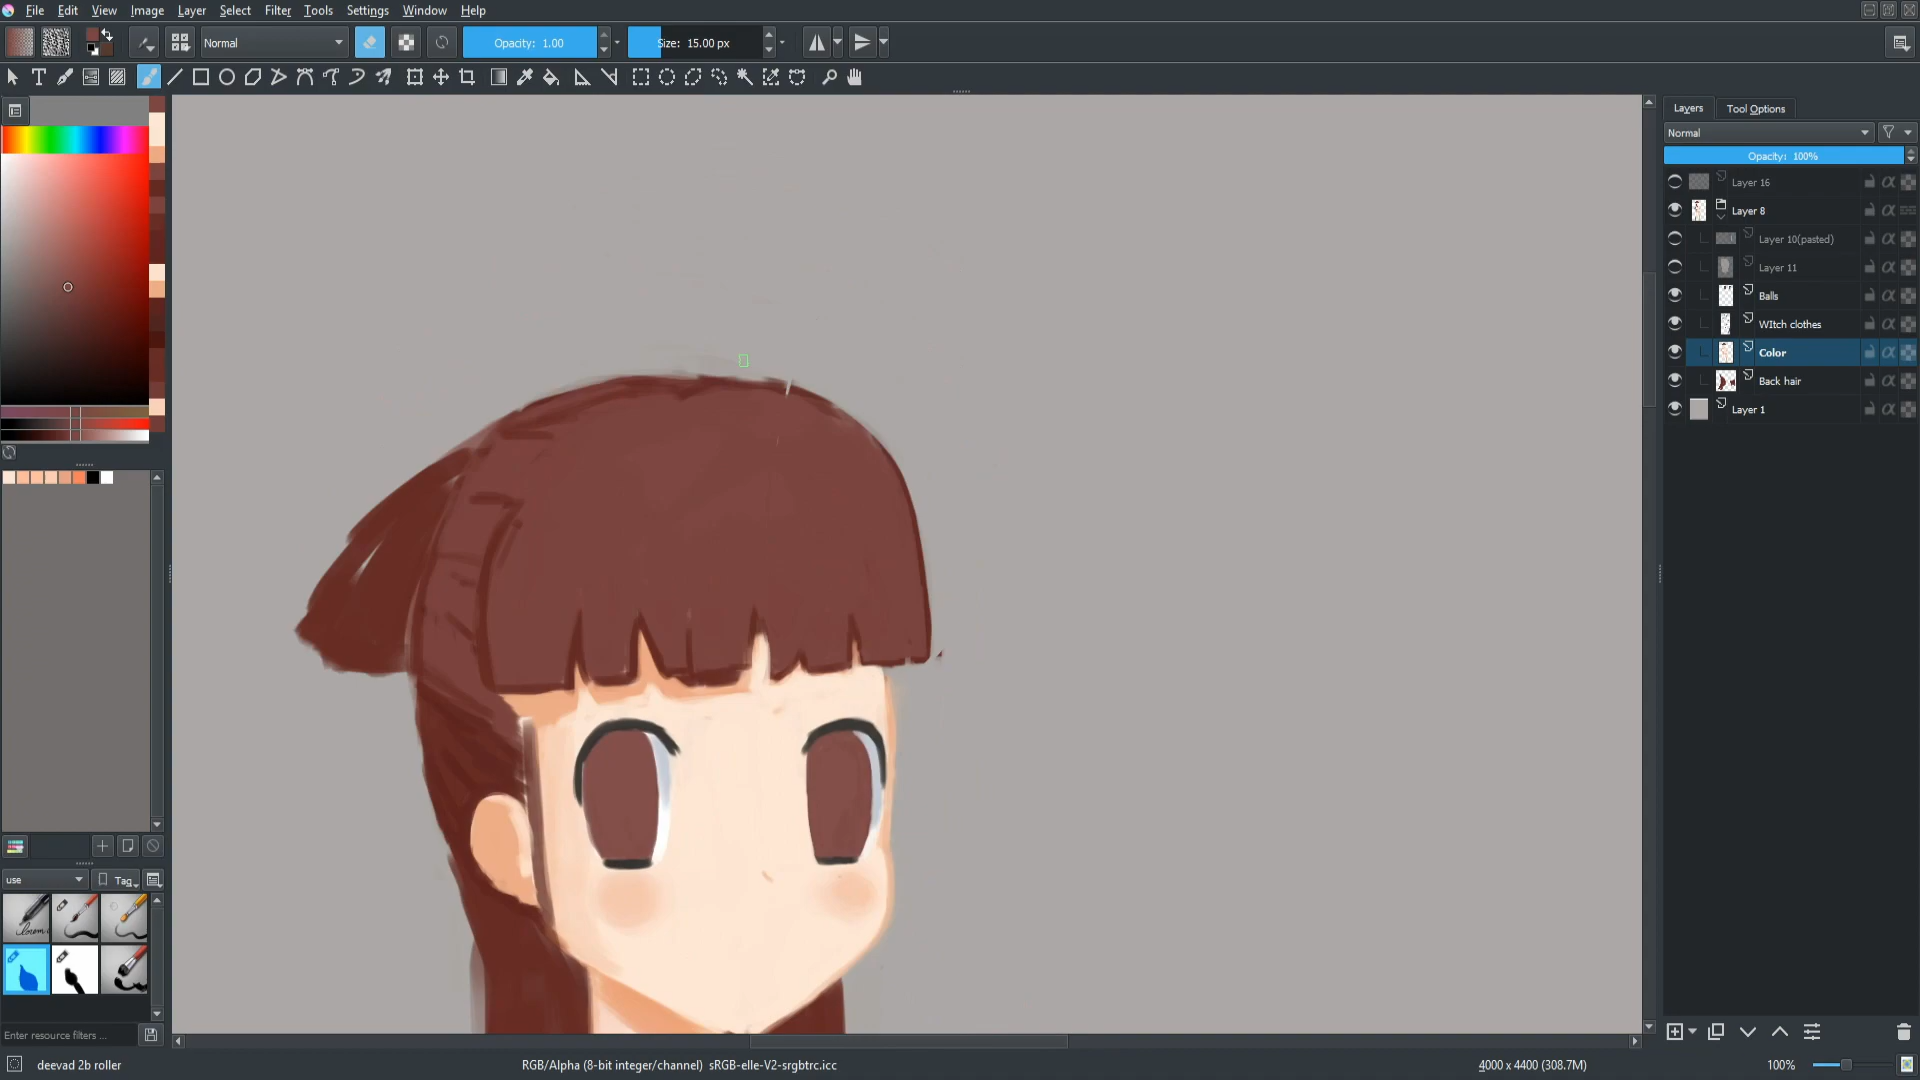 File Edit View Image Layer Select Filter Tools Settings Window Help
Normal
Opacity: 1.00
Size: 15.00 px
Layers
Tool Options
Normal
Opacity: 100%
Layer 16
Layer 8
Layer 10(pasted)
Layer 11
Balls
WItch clothes
Color
Back hair
Layer 1
use
Tag
Enter resource filters ...
deevad 2b roller
RGB/Alpha (8-bit integer/channel) sRGB-elle-V2-srgbtrc.icc
4000 x 4400 (308.7M)
100%